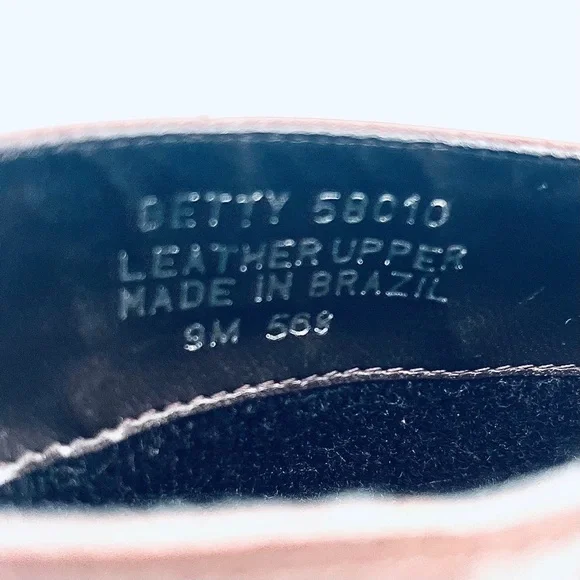 GETTY 58010
LEATHER UPPER
MADE IN BRAZIL
9M 569